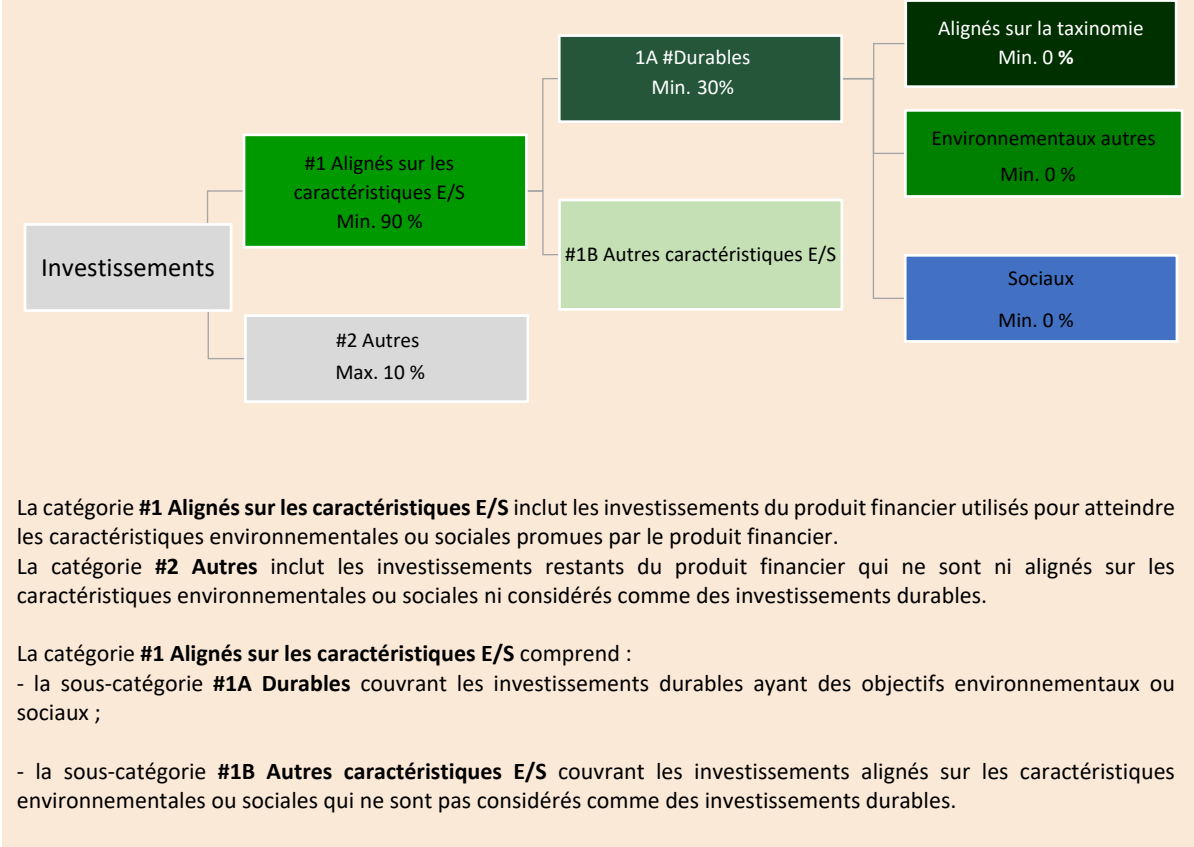 Alignés sur la taxinomie
Min. 0 %
1A #Durables
Min. 30%
Environnementaux autres
Min. 0 %
#1 Alignés sur les
caractéristiques E/S
Min. 90 %
#1B Autres caractéristiques E/S
Investissements
Sociaux
Min. 0 %
#2 Autres
Max. 10 %
La catégorie #1 Alignés sur les caractéristiques E/S inclut les investissements du produit financier utilisés pour atteindre
les caractéristiques environnementales ou sociales promues par le produit financier.
La catégorie #2 Autres inclut les investissements restants du produit financier qui ne sont ni alignés sur les
caractéristiques environnementales ou sociales ni considérés comme des investissements durables.
La catégorie #1 Alignés sur les caractéristiques E/S comprend :
- la sous-catégorie #1A Durables couvrant les investissements durables ayant des objectifs environnementaux ou
sociaux ;
- la sous-catégorie #1B Autres caractéristiques E/S couvrant les investissements alignés sur les caractéristiques
environnementales ou sociales qui ne sont pas considérés comme des investissements durables.